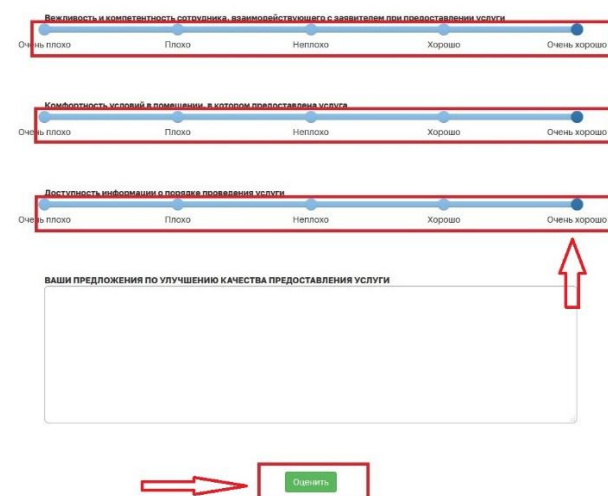 Вежливость и компетентность сотрудника, взаимодействующего с заявителем при предоставлении услуги
Очень плохо Плохо Неплохо Хорошо Очень хорошо
Комфортность условий в помещении, в котором предоставлена услуга
Очень плохо Плохо Неплохо Хорошо Очень хорошо
Доступность информации о порядке проведения услуги
Очень плохо Плохо Неплохо Хорошо Очень хорошо
ВАШИ ПРЕДЛОЖЕНИЯ ПО УЛУЧШЕНИЮ КАЧЕСТВА ПРЕДОСТАВЛЕНИЯ УСЛУГИ
Оценить